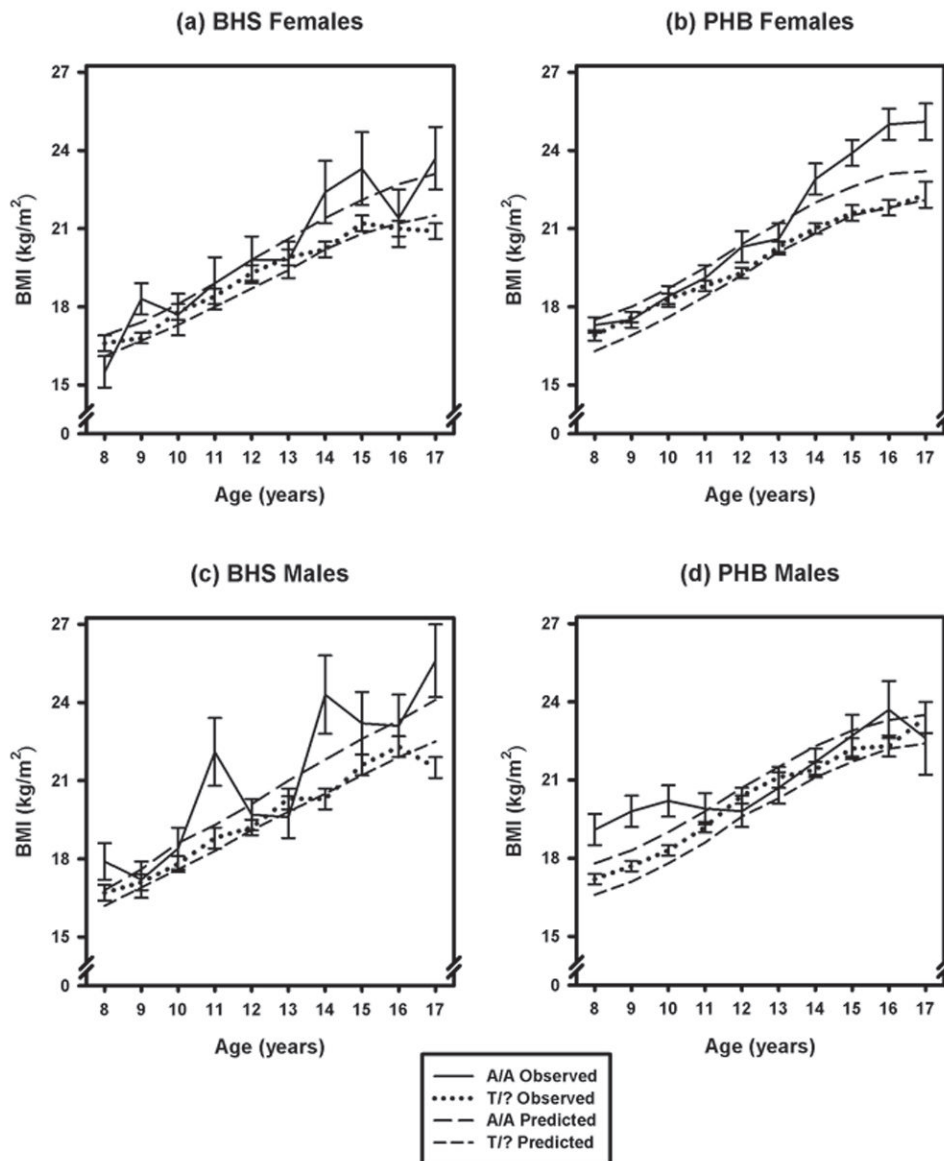 (a) BHS Females
27
24
21
18
15
0
BMI (kg/m²)
8 9 10 11 12 13 14 15 16 17
Age (years)
(b) PHB Females
27
24
21
18
15
0
BMI (kg/m²)
8 9 10 11 12 13 14 15 16 17
Age (years)
(c) BHS Males
27
24
21
18
15
0
BMI (kg/m²)
8 9 10 11 12 13 14 15 16 17
Age (years)
(d) PHB Males
27
24
21
18
15
0
BMI (kg/m²)
8 9 10 11 12 13 14 15 16 17
Age (years)
A/A Observed
T/? Observed
A/A Predicted
T/? Predicted